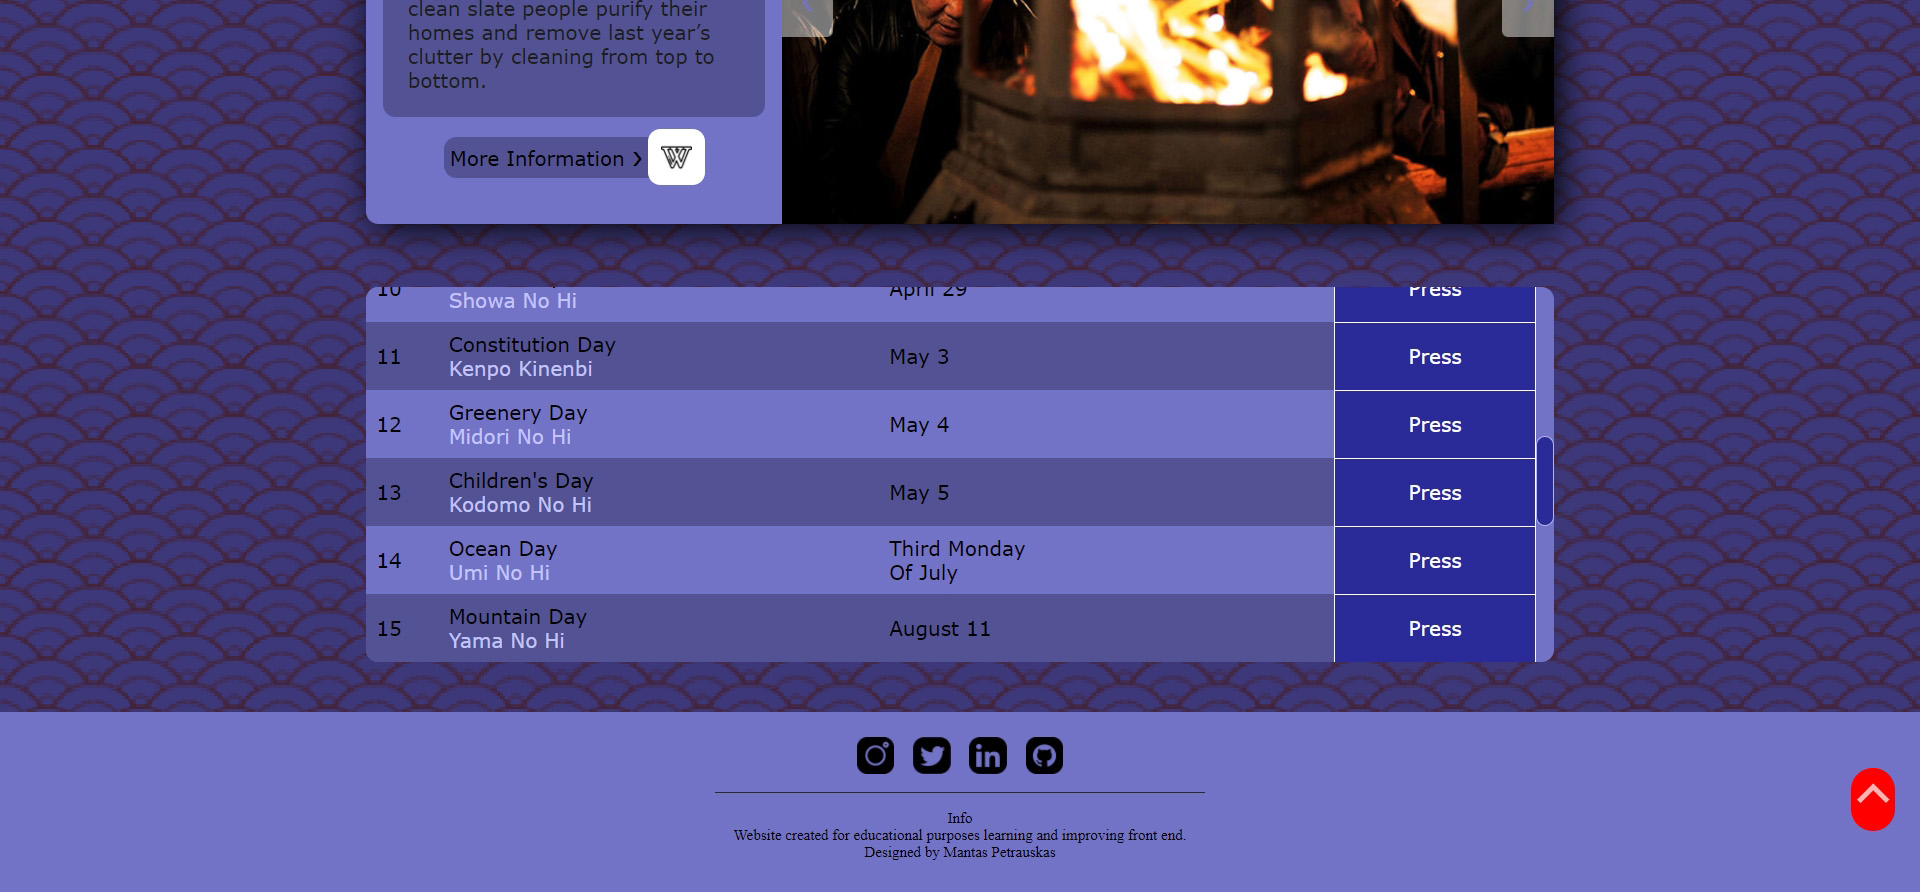 clean slate people purify their
homes and remove last year’s
clutter by cleaning from top to
bottom.
More Information ❯
W
10
Showa No Hi
April 29
Press
11
Constitution Day
Kenpo Kinenbi
May 3
Press
12
Greenery Day
Midori No Hi
May 4
Press
13
Children's Day
Kodomo No Hi
May 5
Press
14
Ocean Day
Umi No Hi
Third Monday
Of July
Press
15
Mountain Day
Yama No Hi
August 11
Press
in
Info
Website created for educational purposes learning and improving front end.
Designed by Mantas Petrauskas